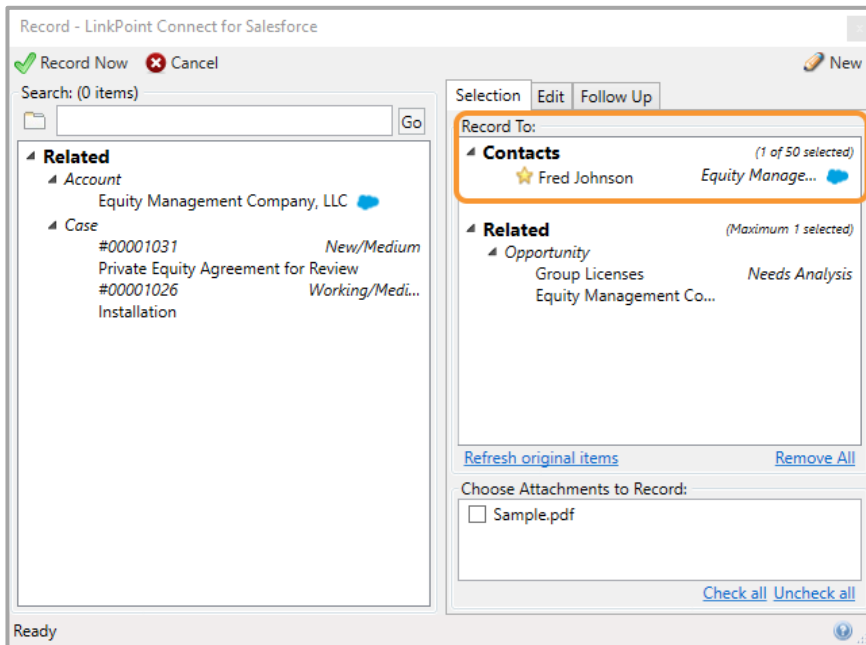 Record - LinkPoint Connect for Salesforce
Record Now Cancel New
Search: (0 items)
Go
Related
Account
Equity Management Company, LLC
Case
#00001031 New/Medium
Private Equity Agreement for Review
#00001026 Working/Medi...
Installation
Selection Edit Follow Up
Record To:
Contacts (1 of 50 selected)
Fred Johnson Equity Manage...
Related (Maximum 1 selected)
Opportunity
Group Licenses Needs Analysis
Equity Management Co...
Refresh original items Remove All
Choose Attachments to Record:
Sample.pdf
Check all Uncheck all
Ready